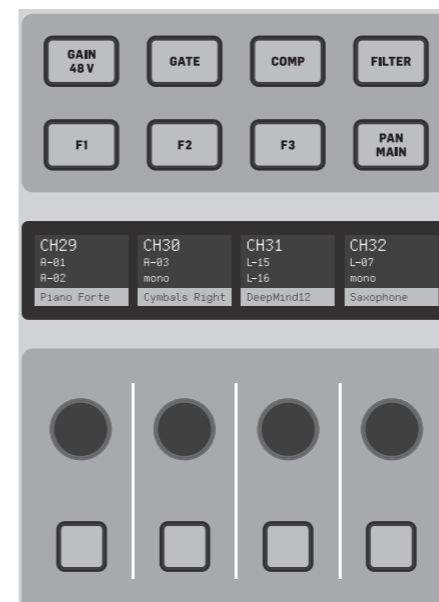 GAIN
48 V
GATE
COMP
FILTER
F1
F2
F3
PAN
MAIN
CH29
A-01
A-02
Piano Forte
CH30
A-03
mono
Cymbals Right
CH31
L-15
L-16
DeepMind12
CH32
L-07
mono
Saxophone